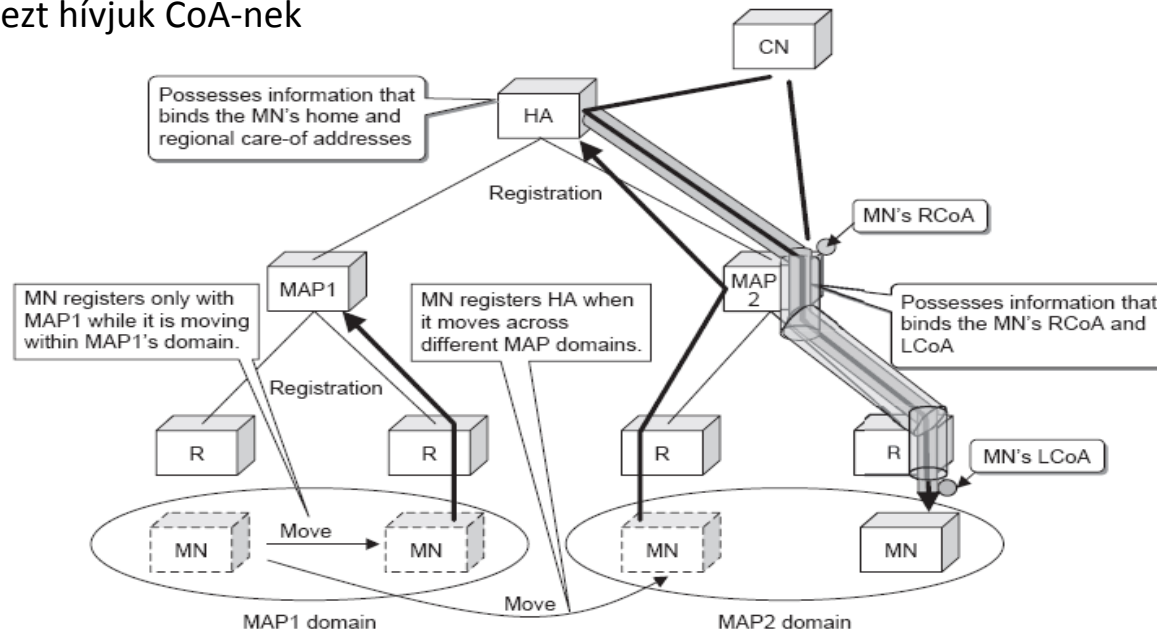 ezt hívjuk CoA-nek
CN
Possesses information that
binds the MN's home and
regional care-of addresses
HA
Registration
MN's RCoA
MAP1
MAP
2
MN registers only with
MAP1 while it is moving
within MAP1's domain.
MN registers HA when
it moves across
different MAP domains.
Possesses information that
binds the MN's RCoA and
LCoA
Registration
R
R
R
R
MN's LCoA
MN
Move
MN
MN
MN
Move
MAP1 domain
MAP2 domain